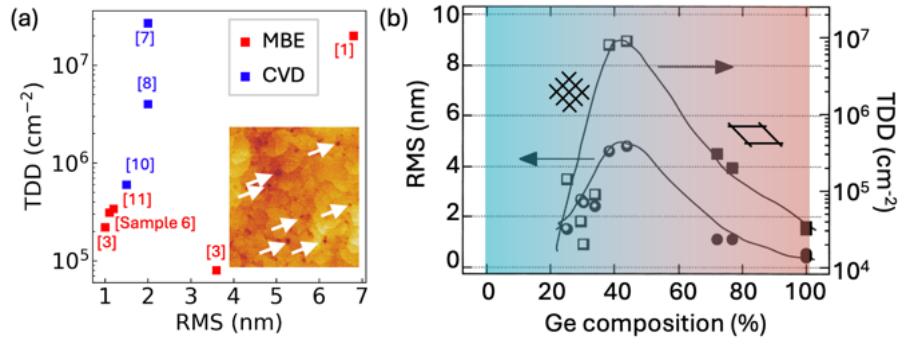 (a)
MBE
CVD
[7]
[8]
[10]
[11]
[Sample 6]
[3]
[3]
[1]
10⁷
10⁶
10⁵
TDD (cm⁻²)
1 2 3 4 5 6 7
RMS (nm)
(b)
10
9
8
6
4
2
1
0
RMS (nm)
10⁷
10⁶
10⁵
10⁴
TDD (cm⁻²)
0 20 40 60 80 100
Ge composition (%)